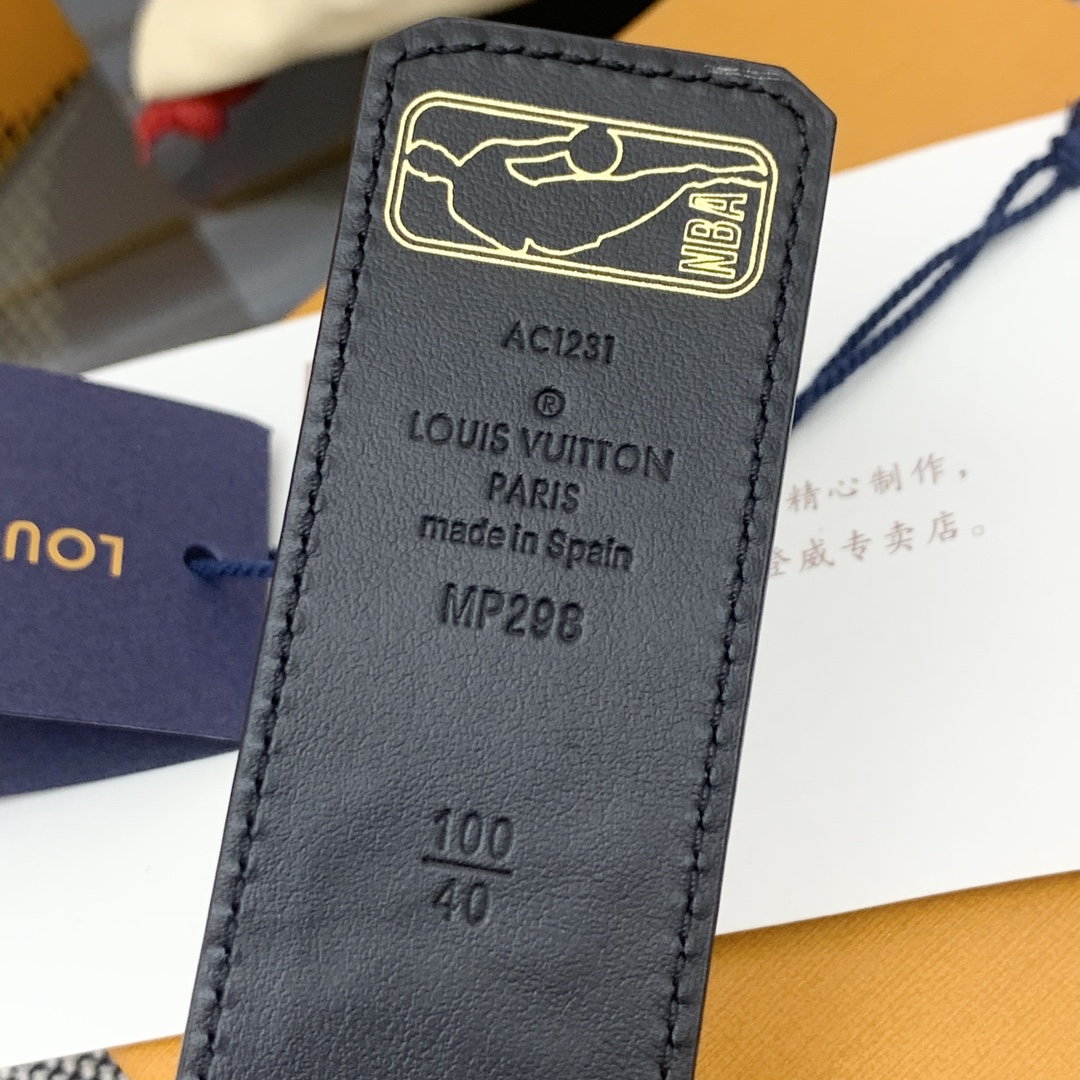 NBA
AC1231
®
LOUIS VUITTON
PARIS
made in Spain
MP298
100
40
LOU
精心制作,
登威专卖店。